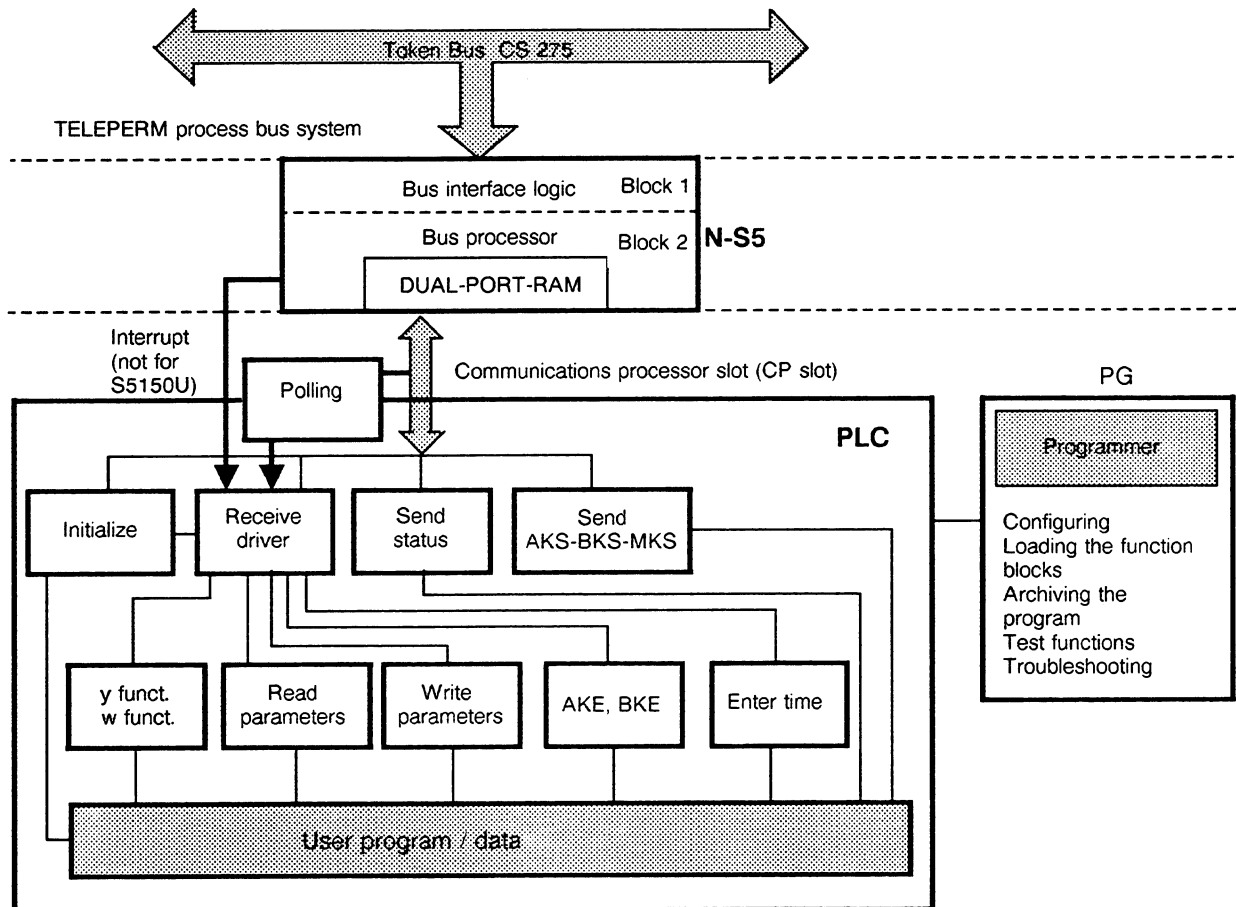 Token Bus CS 275
TELEPERM process bus system
Bus interface logic
Block 1
Bus processor
Block 2
N-S5
DUAL-PORT-RAM
Interrupt
(not for
S5150U)
Polling
Communications processor slot (CP slot)
PG
PLC
Programmer
Initialize
Receive
driver
Send
status
Send
AKS-BKS-MKS
Configuring
Loading the function
blocks
Archiving the
program
Test functions
Troubleshooting
y funct.
w funct.
Read
parameters
Write
parameters
AKE, BKE
Enter time
User program / data